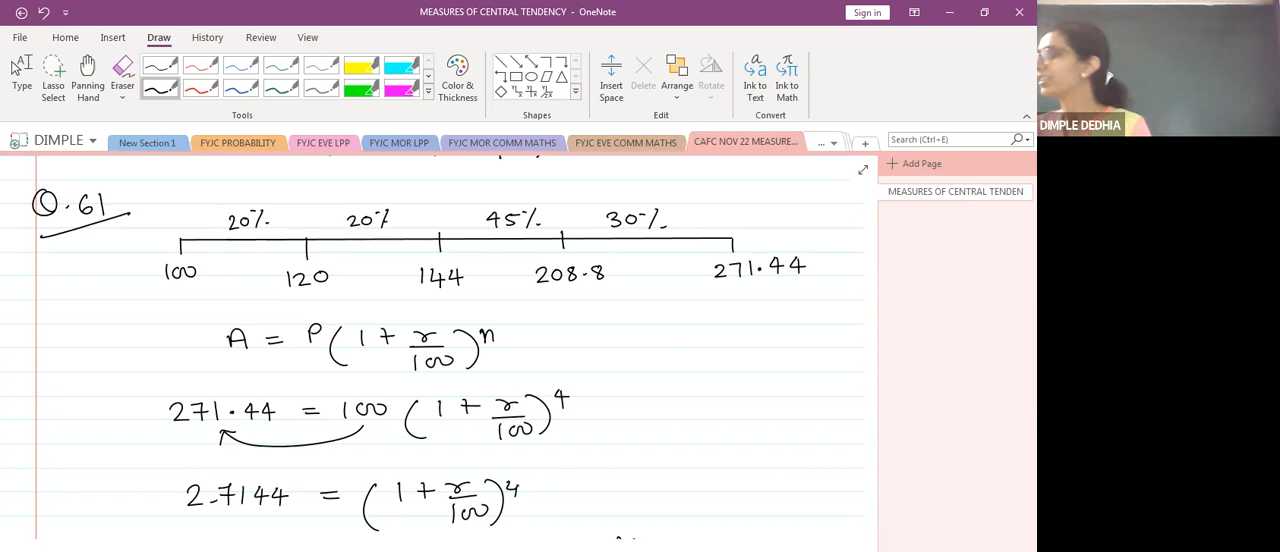 MEASURES OF CENTRAL TENDENCY - OneNote
Sign in
File Home Insert Draw History Review View
Type
Lasso Select
Panning Hand
Eraser
Color & Thickness
Insert Space
Delete
Arrange
Rotate
Ink to Text
Ink to Math
Tools
Shapes
Edit
Convert
DIMPLE DEDHIA
DIMPLE
New Section 1
FYJC PROBABILITY
FYJC EVE LPP
FYJC MOR LPP
FYJC MOR COMM MATHS
FYJC EVE COMM MATHS
CAFC NOV 22 MEASURE...
Search (Ctrl+E)
Add Page
MEASURES OF CENTRAL TENDEN
Q. 61
20% 20% 45% 30%
100 120 144 208.8 271.44
A = P (1 + r/100)^n
271.44 = 100 (1 + r/100)^4
2.7144 = (1 + r/100)^4